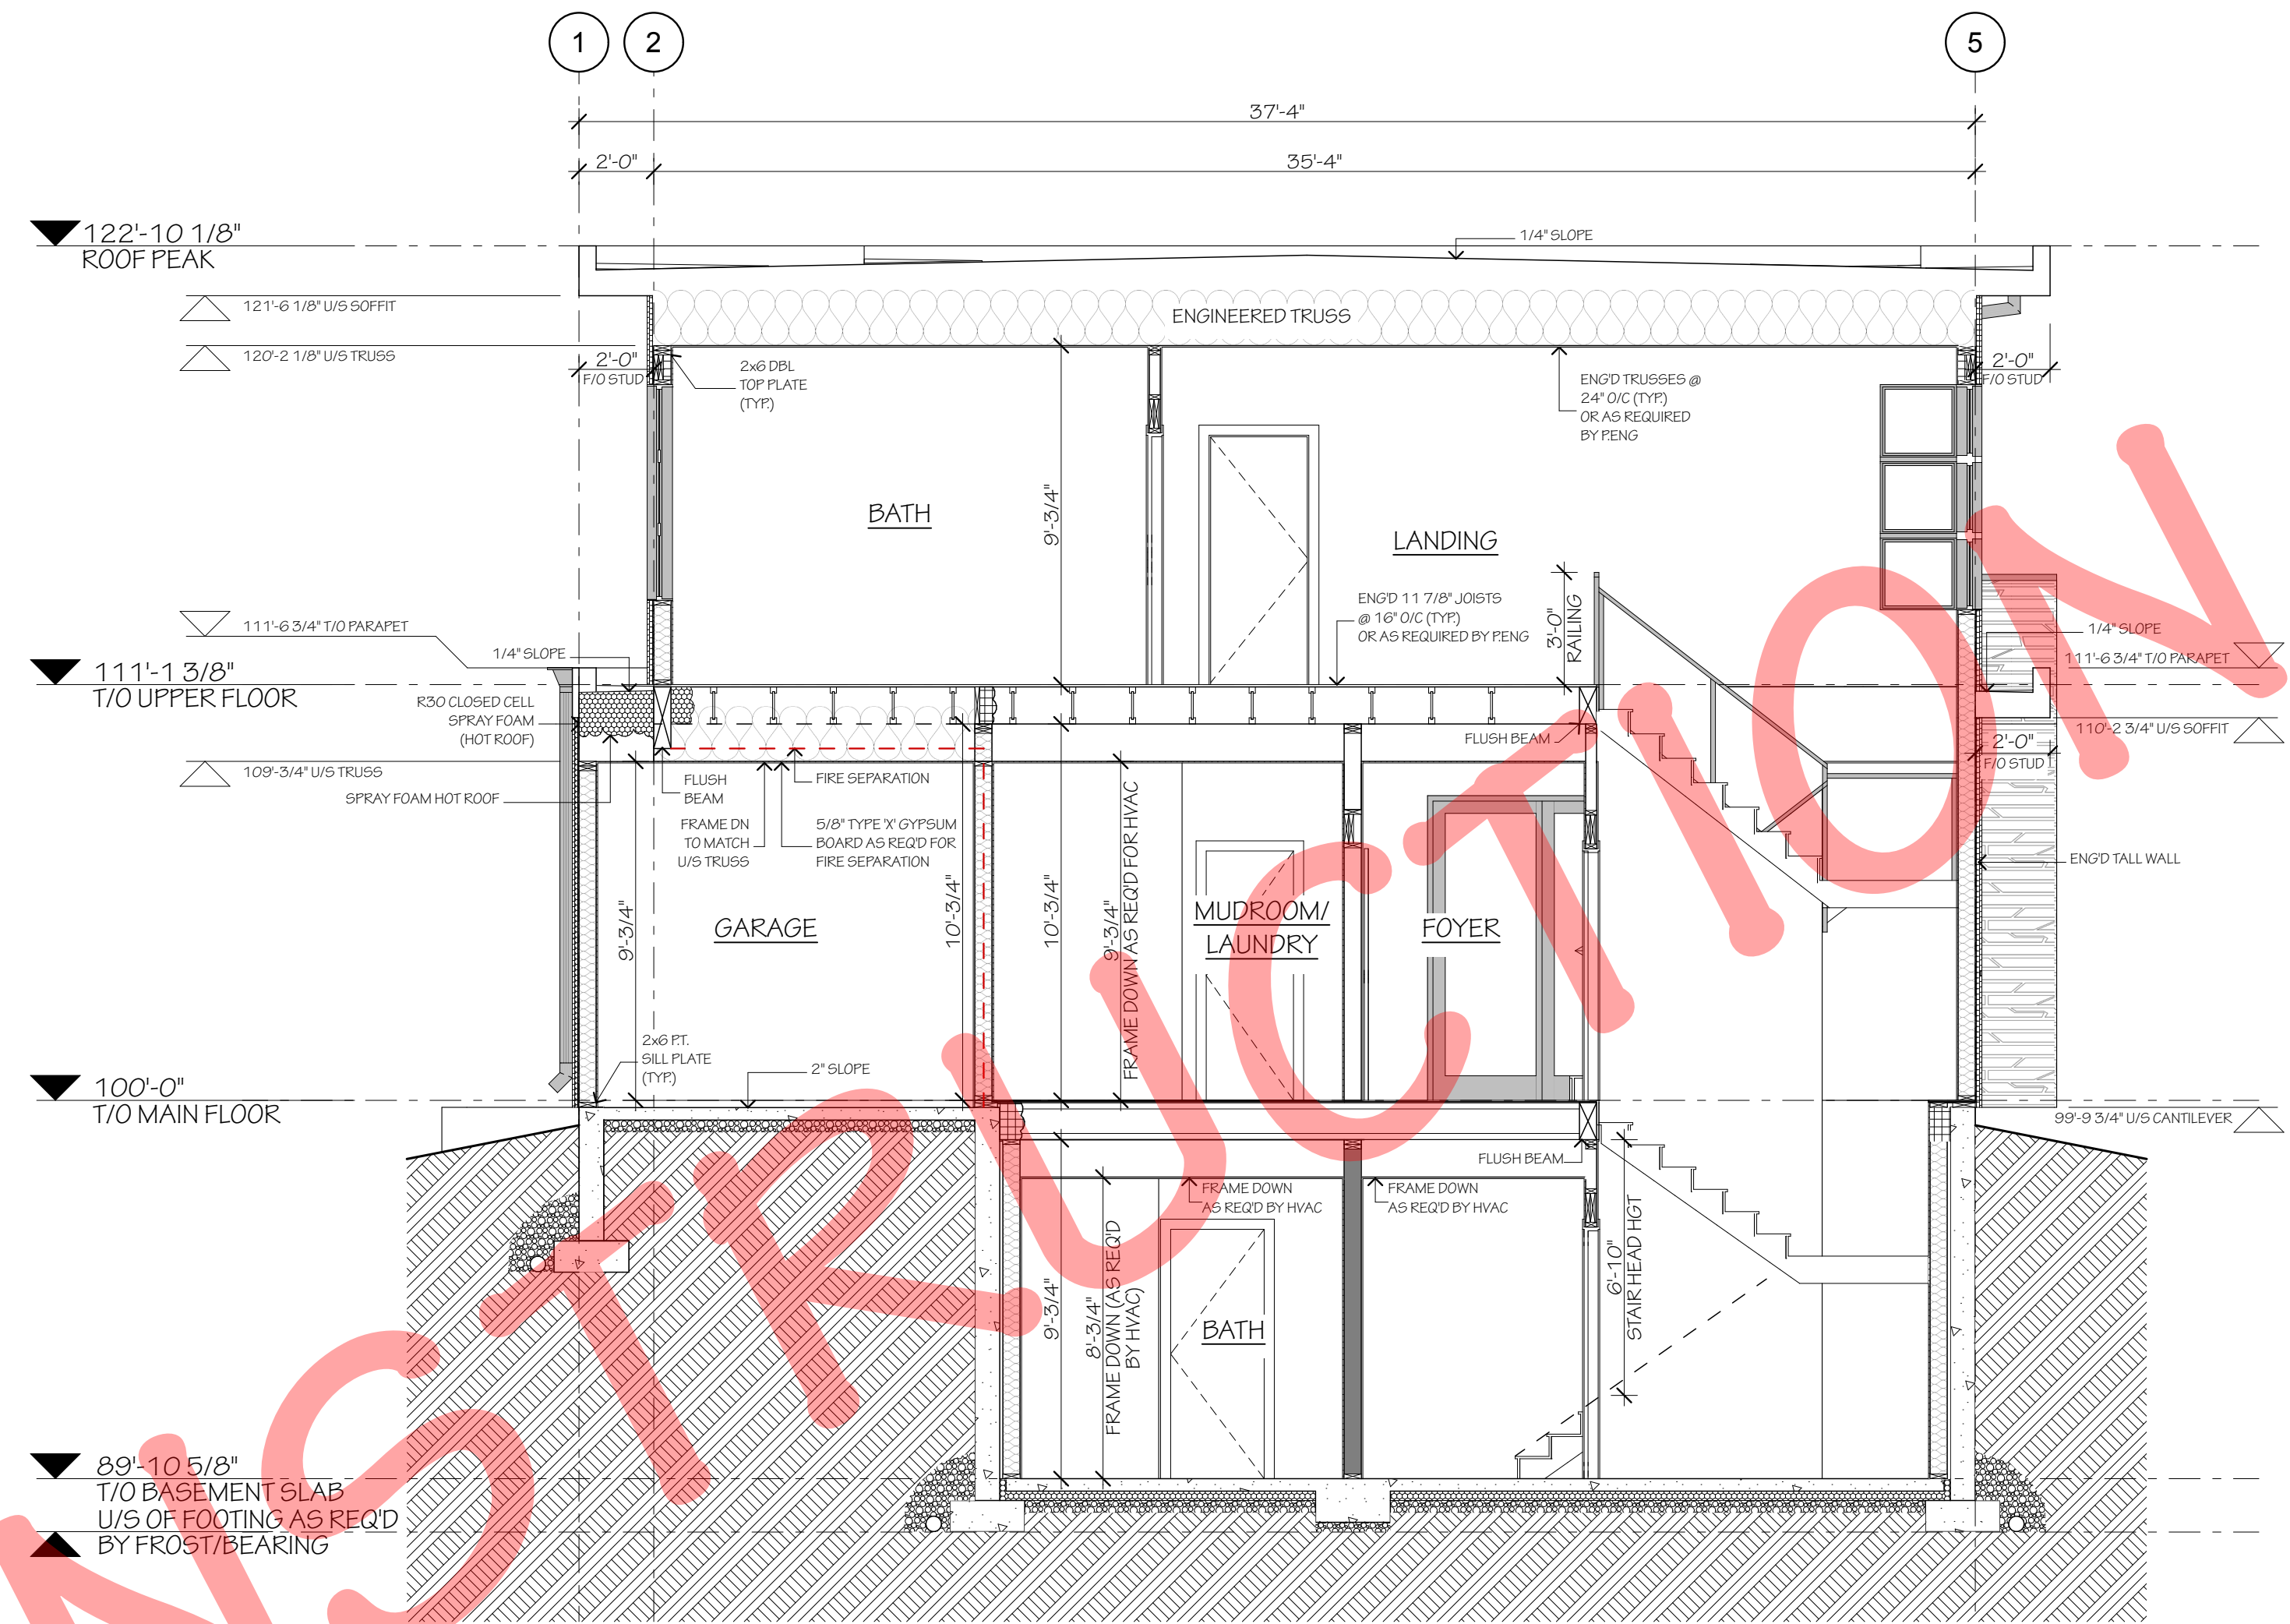 1
2
5
37'-4"
2'-0"
35'-4"
122'-10 1/8"
ROOF PEAK
1/4" SLOPE
121'-6 1/8" U/S SOFFIT
ENGINEERED TRUSS
120'-2 1/8" U/S TRUSS
2'-0"
F/O STUD
2x6 DBL
TOP PLATE
(TYP.)
ENG'D TRUSSES @
24" O/C (TYP.)
OR AS REQUIRED
BY P.ENG
2'-0"
F/O STUD
BATH
9'-3/4"
LANDING
ENG'D 11 7/8" JOISTS
@ 16" O/C (TYP.)
OR AS REQUIRED BY P.ENG
3'-0"
RAILING
111'-6 3/4" T/O PARAPET
1/4" SLOPE
111'-1 3/8"
T/O UPPER FLOOR
1/4" SLOPE
111'-6 3/4" T/O PARAPET
R30 CLOSED CELL
SPRAY FOAM
(HOT ROOF)
110'-2 3/4" U/S SOFFIT
FLUSH BEAM
2'-0"
F/O STUD
109'-3/4" U/S TRUSS
SPRAY FOAM HOT ROOF
FLUSH
BEAM
FIRE SEPARATION
FRAME DN
TO MATCH
U/S TRUSS
5/8" TYPE 'X' GYPSUM
BOARD AS REQ'D FOR
FIRE SEPARATION
ENG'D TALL WALL
9'-3/4"
GARAGE
10'-3/4"
10'-3/4"
9'-3/4"
FRAME DOWN AS REQ'D FOR HVAC
MUDROOM/
LAUNDRY
FOYER
2x6 P.T.
SILL PLATE
(TYP.)
2" SLOPE
100'-0"
T/O MAIN FLOOR
99'-9 3/4" U/S CANTILEVER
FLUSH BEAM
FRAME DOWN
AS REQ'D BY HVAC
FRAME DOWN
AS REQ'D BY HVAC
9'-3/4"
8'-3/4"
FRAME DOWN (AS REQ'D
BY HVAC)
BATH
6'-10"
STAIR HEAD HGT
89'-10 5/8"
T/O BASEMENT SLAB
U/S OF FOOTING AS REQ'D
BY FROST/BEARING
NSTRUCTION